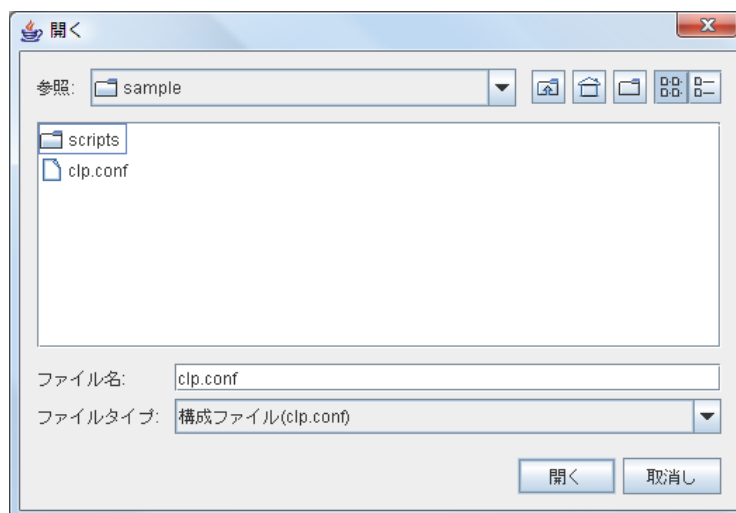 開く
参照: sample
scripts
clp.conf
ファイル名: clp.conf
ファイルタイプ: 構成ファイル(clp.conf)
開く 取消し